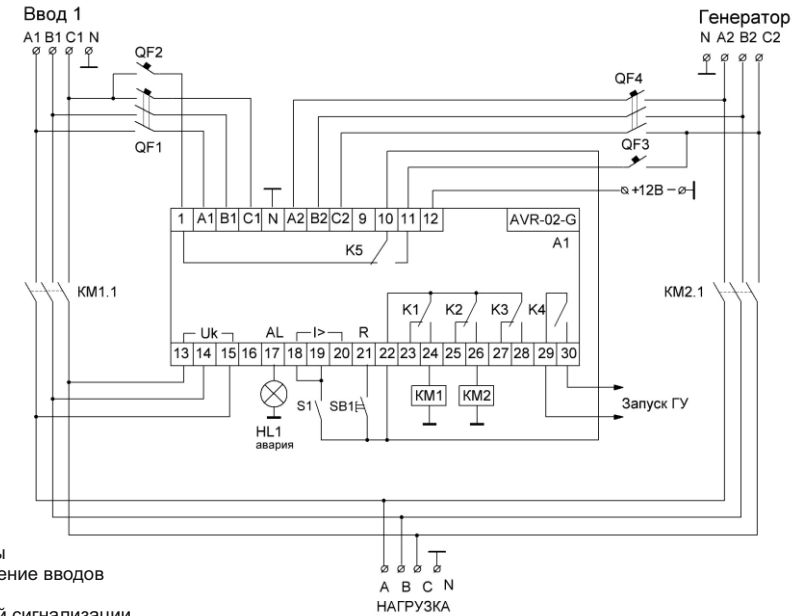 Ввод 1
Генератор
A1 B1 C1 N
N A2 B2 C2
QF2
QF4
QF1
QF3
+12В
1 A1 B1 C1 N A2 B2 C2 9 10 11 12
AVR-02-G
A1
K5
KM1.1
KM2.1
K1 K2 K3 K4
Uk AL I> R
13 14 15 16 17 18 19 20 21 22 23 24 25 26 27 28 29 30
S1 SB1
KM1 KM2
HL1
авария
Запуск ГУ
ение вводов
й сигнализации
A B C N
НАГРУЗКА